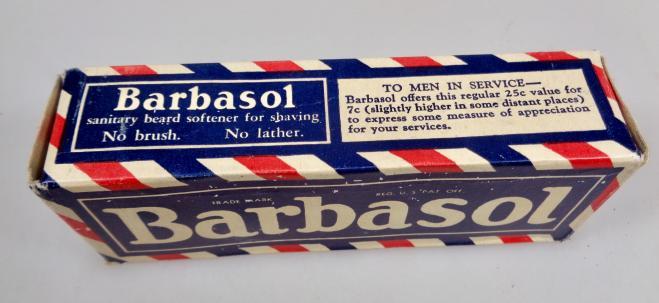 Barbasol
sanitary beard softener for shaving
No brush. No lather.
TO MEN IN SERVICE—
Barbasol offers this regular 25c value for
7c (slightly higher in some distant places)
to express some measure of appreciation
for your services.
TRADE MARK REG. U.S. PAT. OFF.
Barbasol